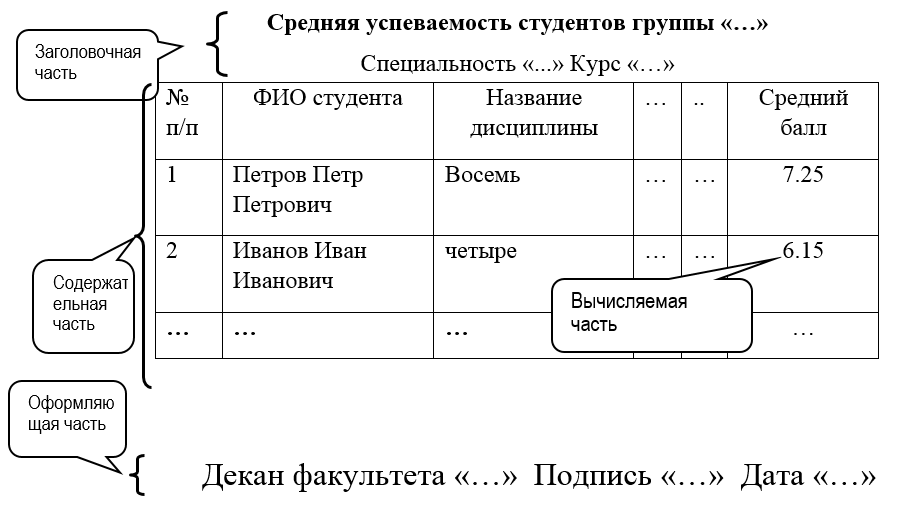 Средняя успеваемость студентов группы «…»
Заголовочная
часть
Специальность «...» Курс «…»
№
п/п
ФИО студента
Название
дисциплины
…
..
Средний
балл
1
Петров Петр
Петрович
Восемь
…
…
7.25
2
Иванов Иван
Иванович
четыре
…
…
6.15
Содержат
ельная
часть
Вычисляемая
часть
…
…
…
…
Оформляю
щая часть
Декан факультета «…» Подпись «…» Дата «…»